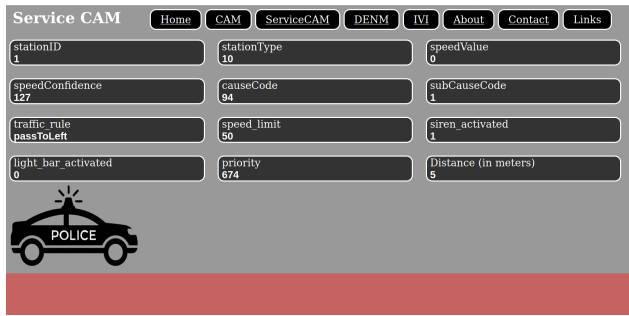 Service CAM
Home CAM ServiceCAM DENM IVI About Contact Links
stationID stationType speedValue
1 10 0
speedConfidence causeCode subCauseCode
127 94 1
traffic_rule speed_limit siren_activated
passToLeft 50 1
light_bar_activated priority Distance (in meters)
0 674 5
POLICE